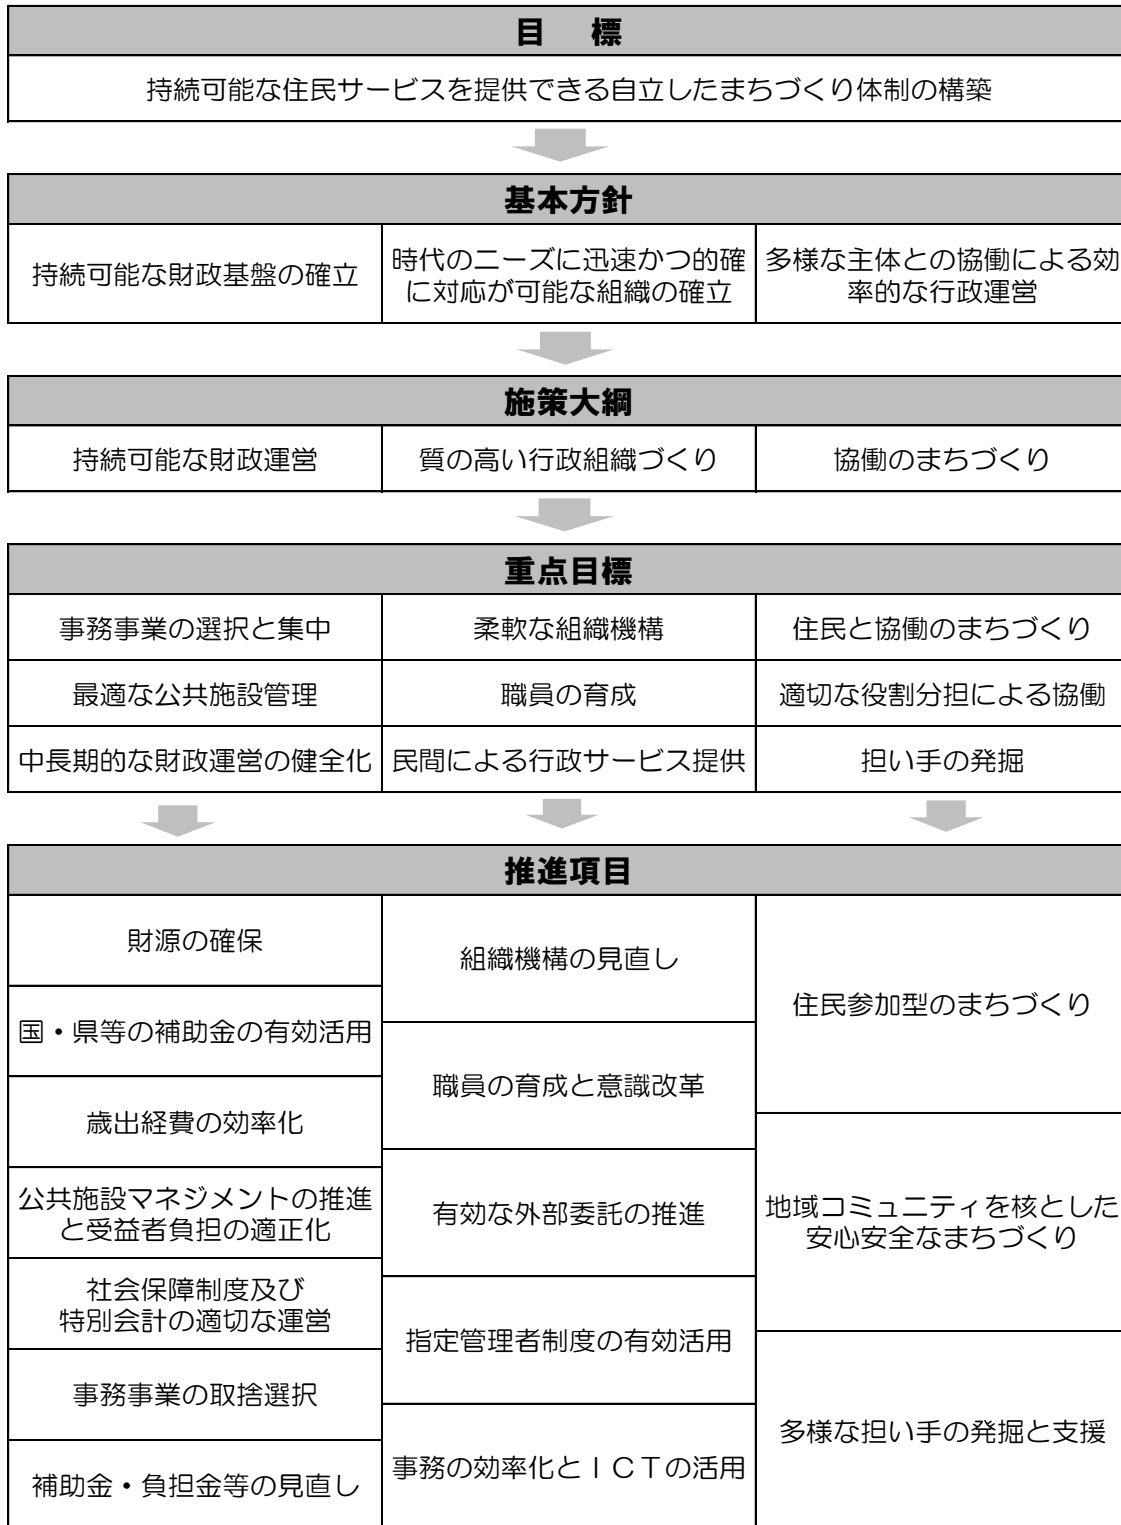 目　標
持続可能な住民サービスを提供できる自立したまちづくり体制の構築
基本方針
持続可能な財政基盤の確立
時代のニーズに迅速かつ的確
に対応が可能な組織の確立
多様な主体との協働による効
率的な行政運営
施策大綱
持続可能な財政運営
質の高い行政組織づくり
協働のまちづくり
重点目標
事務事業の選択と集中
柔軟な組織機構
住民と協働のまちづくり
最適な公共施設管理
職員の育成
適切な役割分担による協働
中長期的な財政運営の健全化
民間による行政サービス提供
担い手の発掘
推進項目
財源の確保
国・県等の補助金の有効活用
歳出経費の効率化
公共施設マネジメントの推進
と受益者負担の適正化
社会保障制度及び
特別会計の適切な運営
事務事業の取捨選択
補助金・負担金等の見直し
組織機構の見直し
職員の育成と意識改革
有効な外部委託の推進
指定管理者制度の有効活用
事務の効率化とＩＣＴの活用
住民参加型のまちづくり
地域コミュニティを核とした
安心安全なまちづくり
多様な担い手の発掘と支援